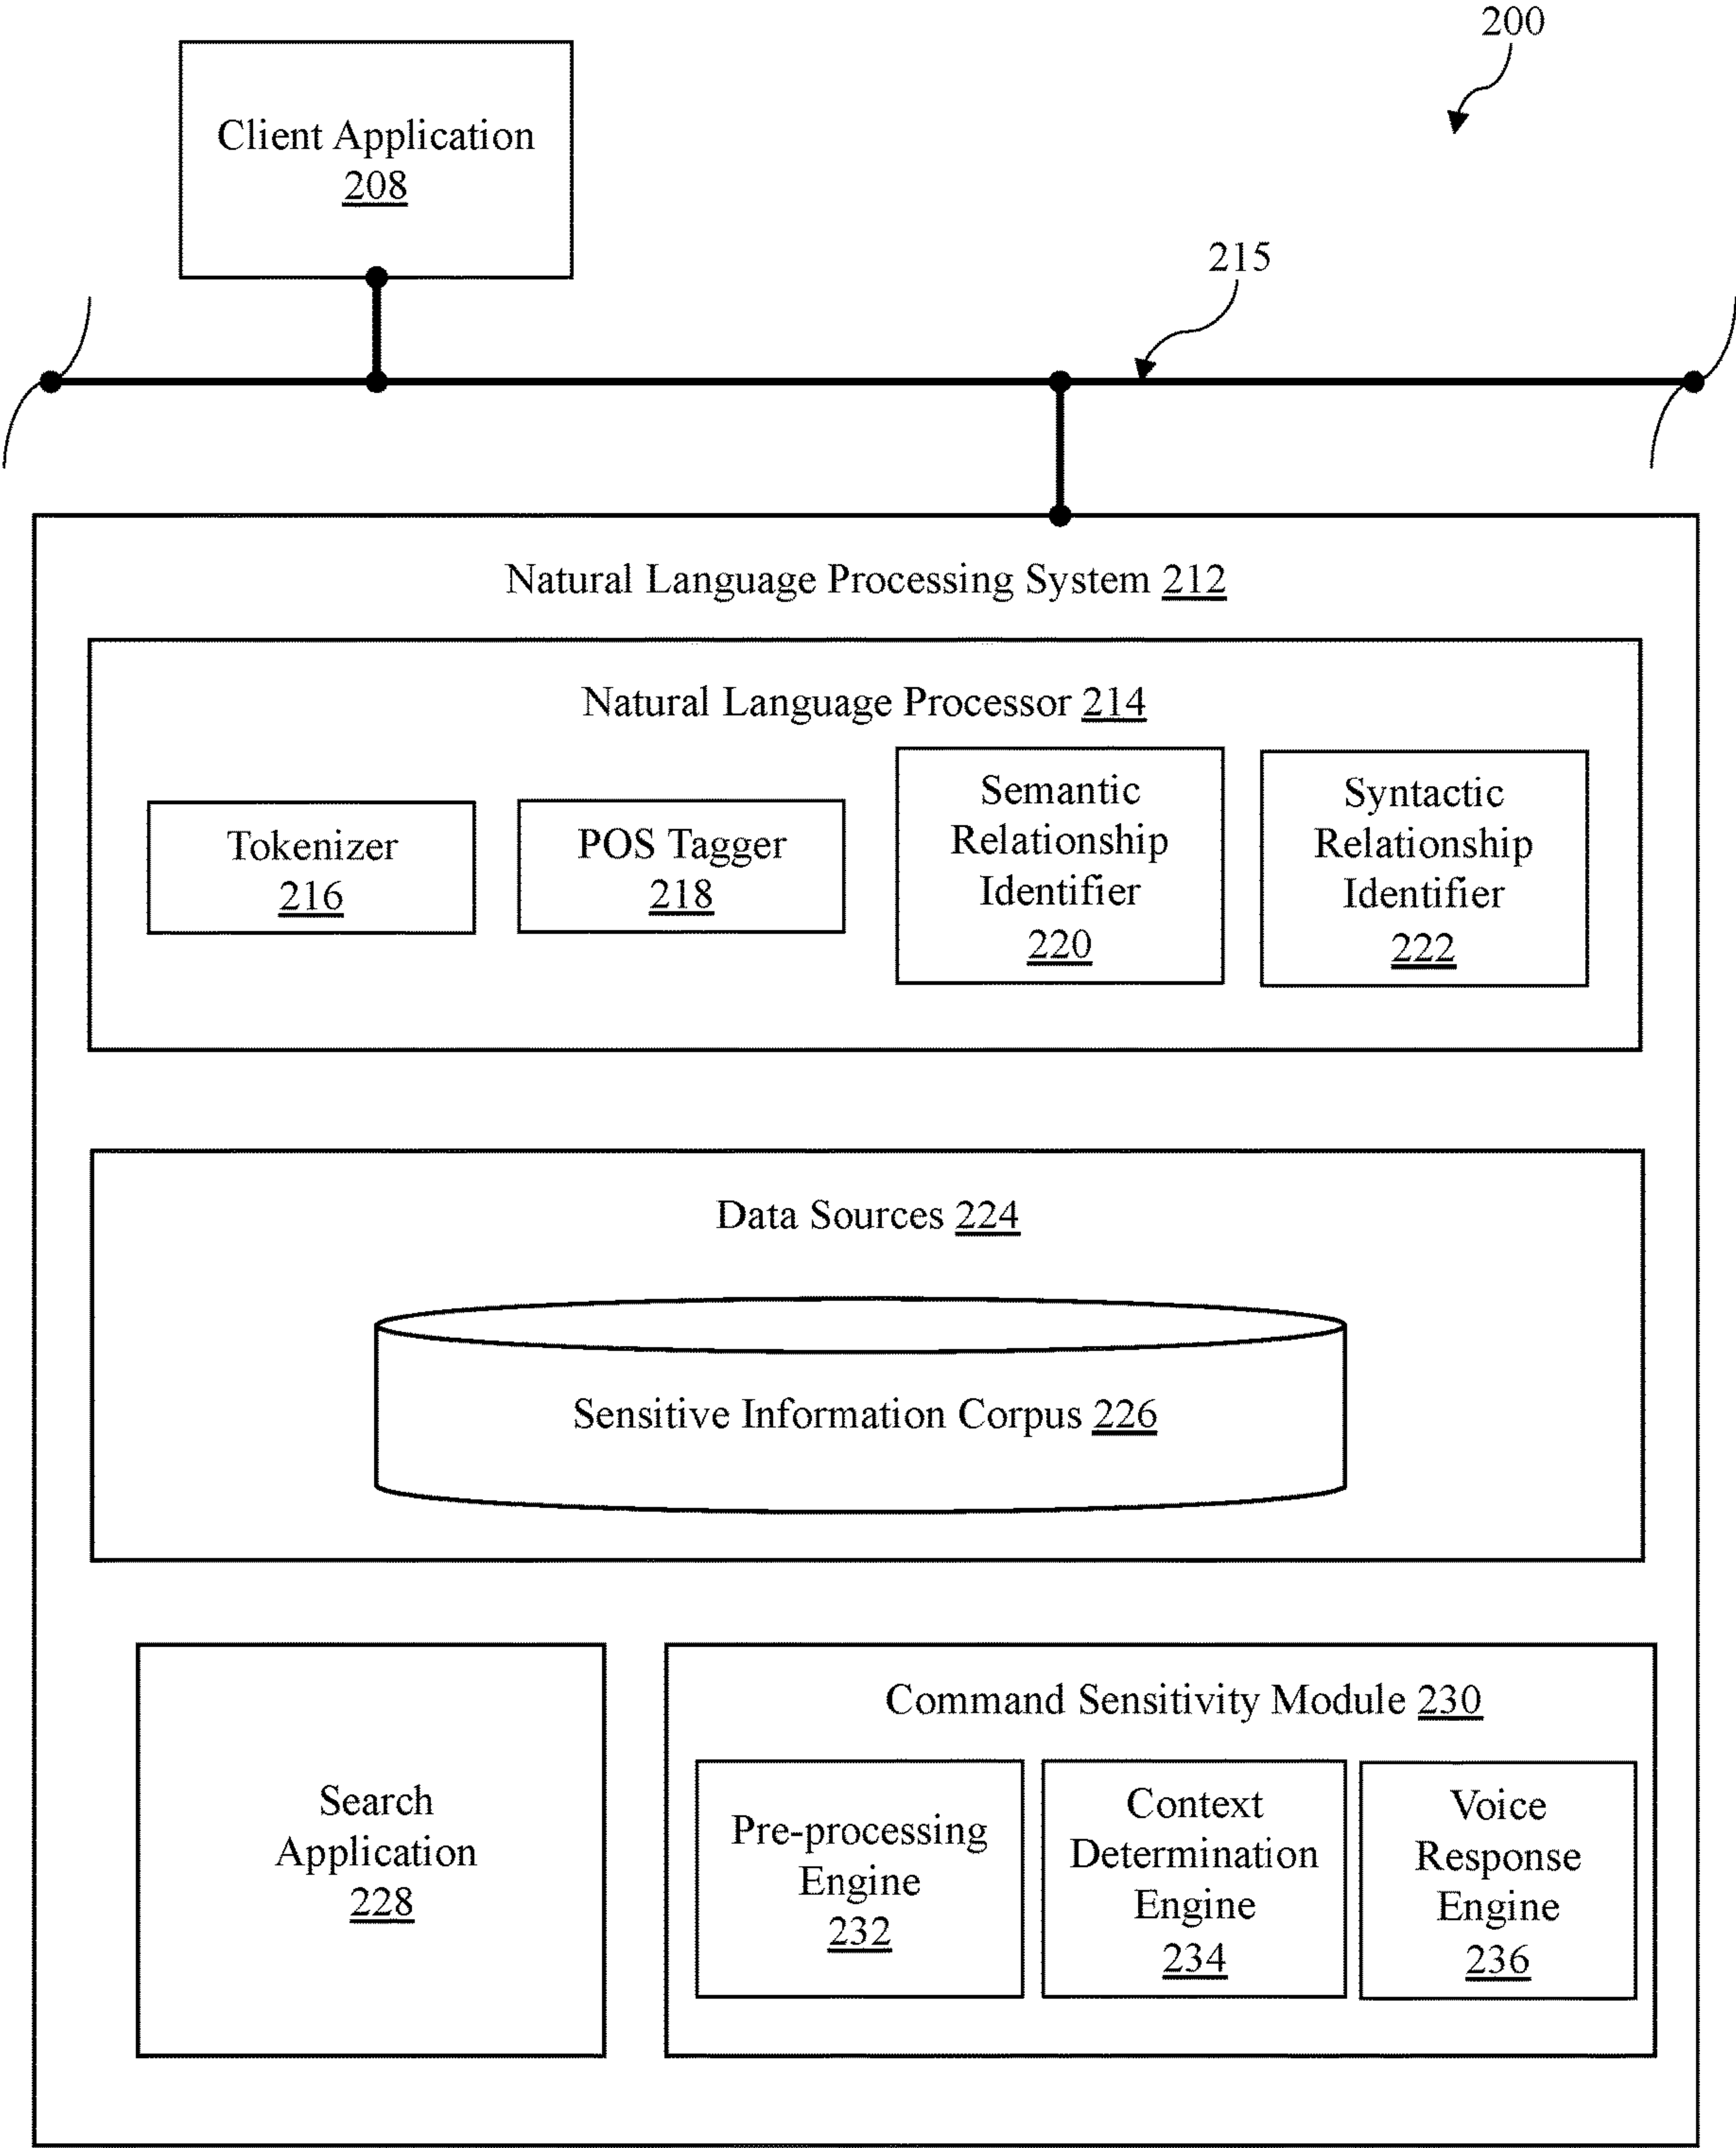 200
Client Application
208
215
Natural Language Processing System 212
Natural Language Processor 214
Tokenizer
216
POS Tagger
218
Semantic
Relationship
Identifier
220
Syntactic
Relationship
Identifier
222
Data Sources 224
Sensitive Information Corpus 226
Search
Application
228
Command Sensitivity Module 230
Pre-processing
Engine
232
Context
Determination
Engine
234
Voice
Response
Engine
236